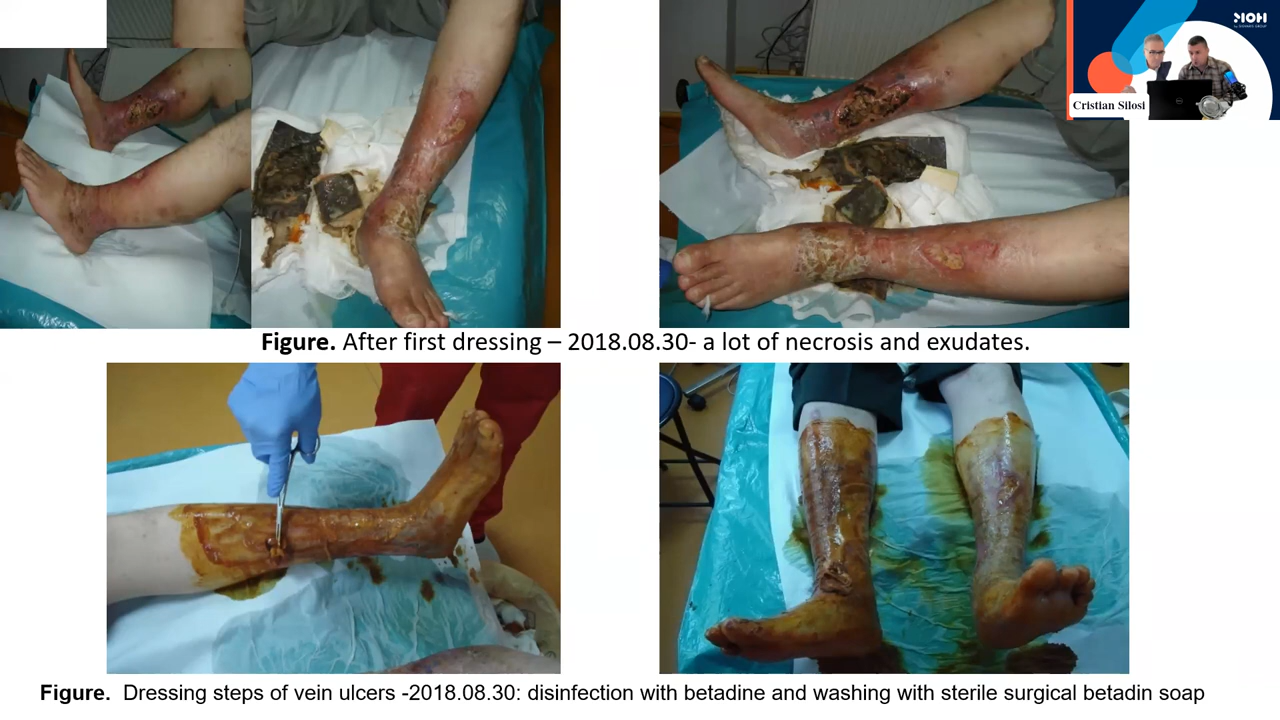 MOH
Cristian Silosi
Figure. After first dressing – 2018.08.30- a lot of necrosis and exudates.
Figure. Dressing steps of vein ulcers -2018.08.30: disinfection with betadine and washing with sterile surgical betadin soap